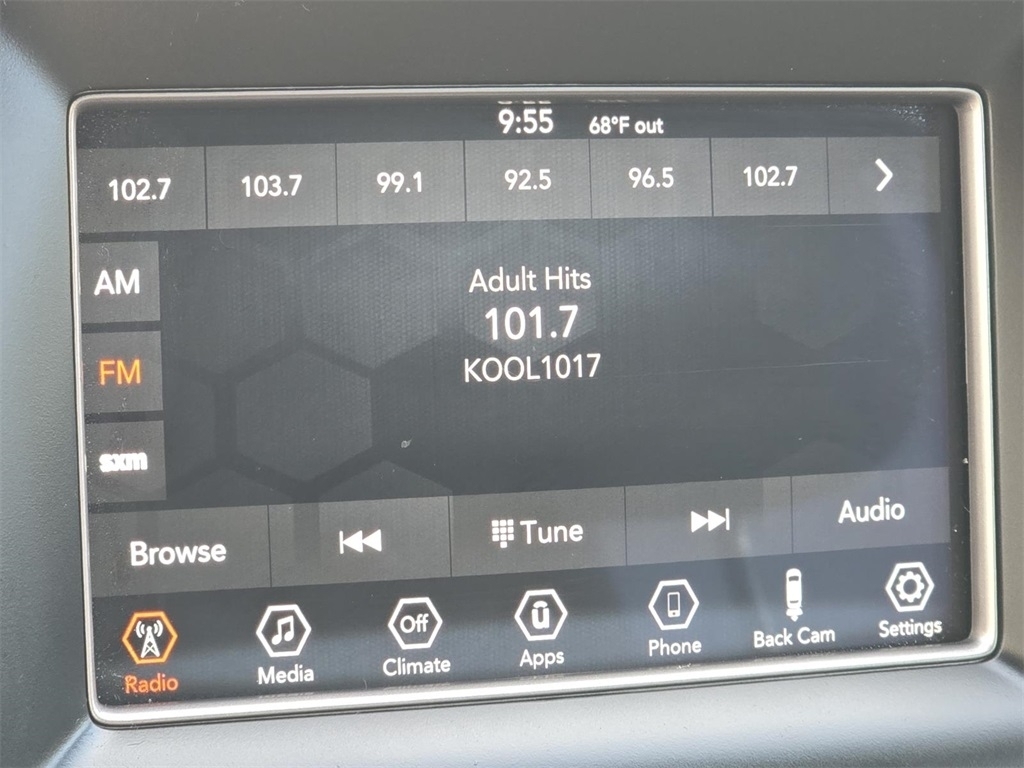 9:55 68°F out
102.7 103.7 99.1 92.5 96.5 102.7
AM
Adult Hits
101.7
KOOL1017
FM
sxm
Browse Tune Audio
Off
Radio Media Climate Apps Phone Back Cam Settings